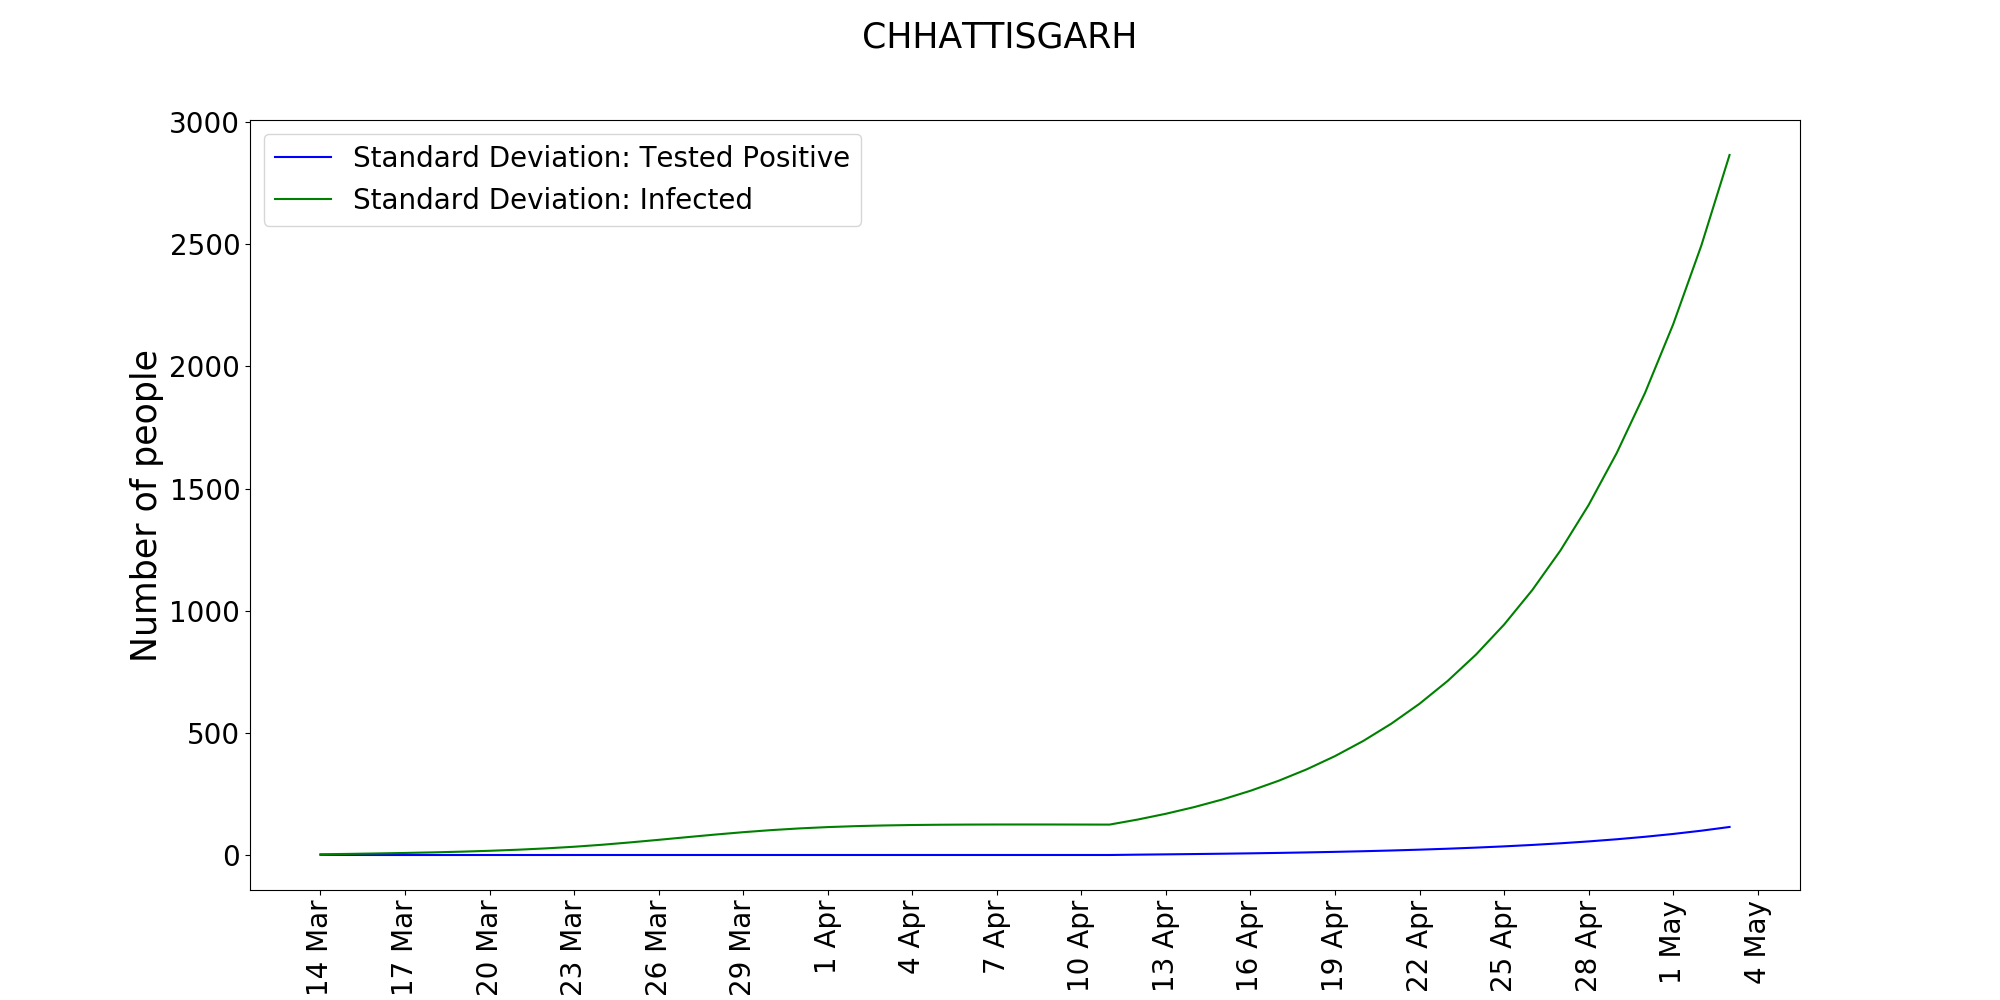 CHHATTISGARH
3000
2500
2000
1500
1000
500
0
Number of people
Standard Deviation: Tested Positive
Standard Deviation: Infected
14 Mar
17 Mar
20 Mar
23 Mar
26 Mar
29 Mar
1 Apr
4 Apr
7 Apr
10 Apr
13 Apr
16 Apr
19 Apr
22 Apr
25 Apr
28 Apr
1 May
4 May